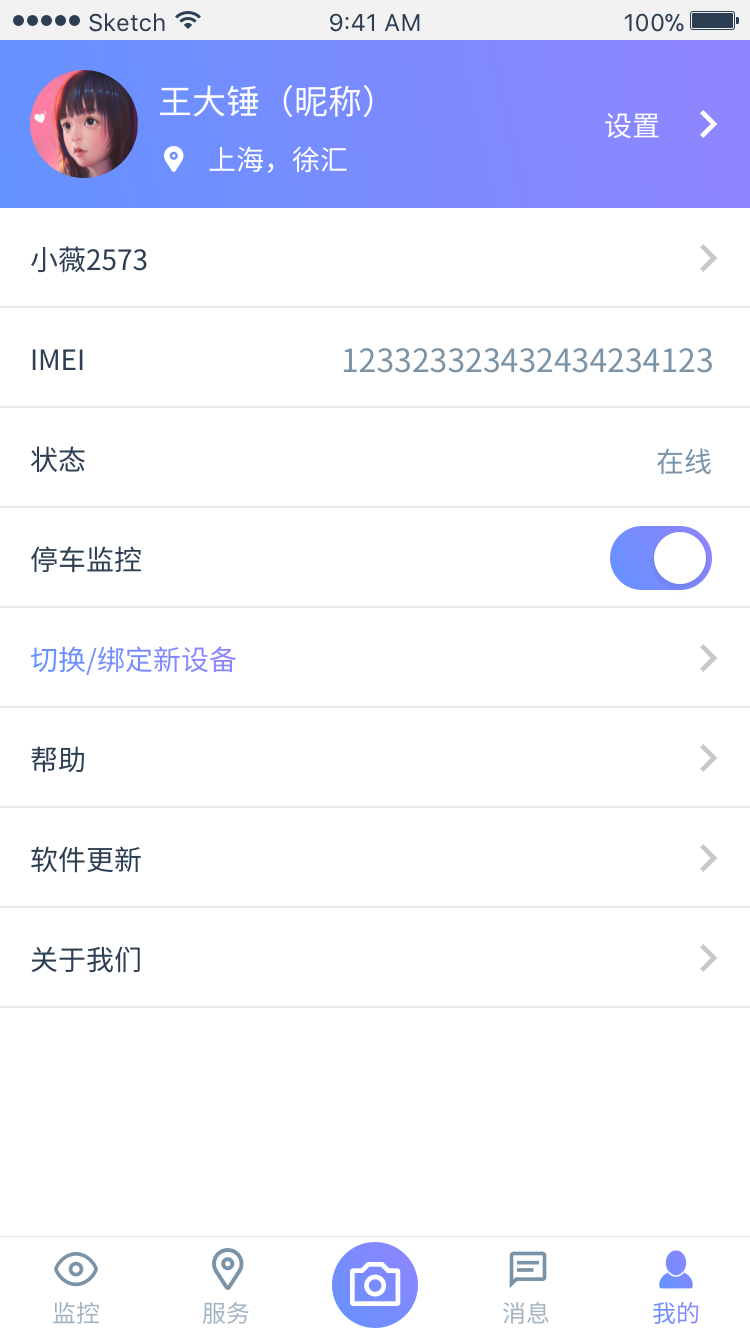 Sketch 9:41 AM 100%
王大锤（昵称）
设置
上海，徐汇
小薇2573
IMEI 123323323432434234123
状态 在线
停车监控
切换/绑定新设备
帮助
软件更新
关于我们
监控 服务 消息 我的